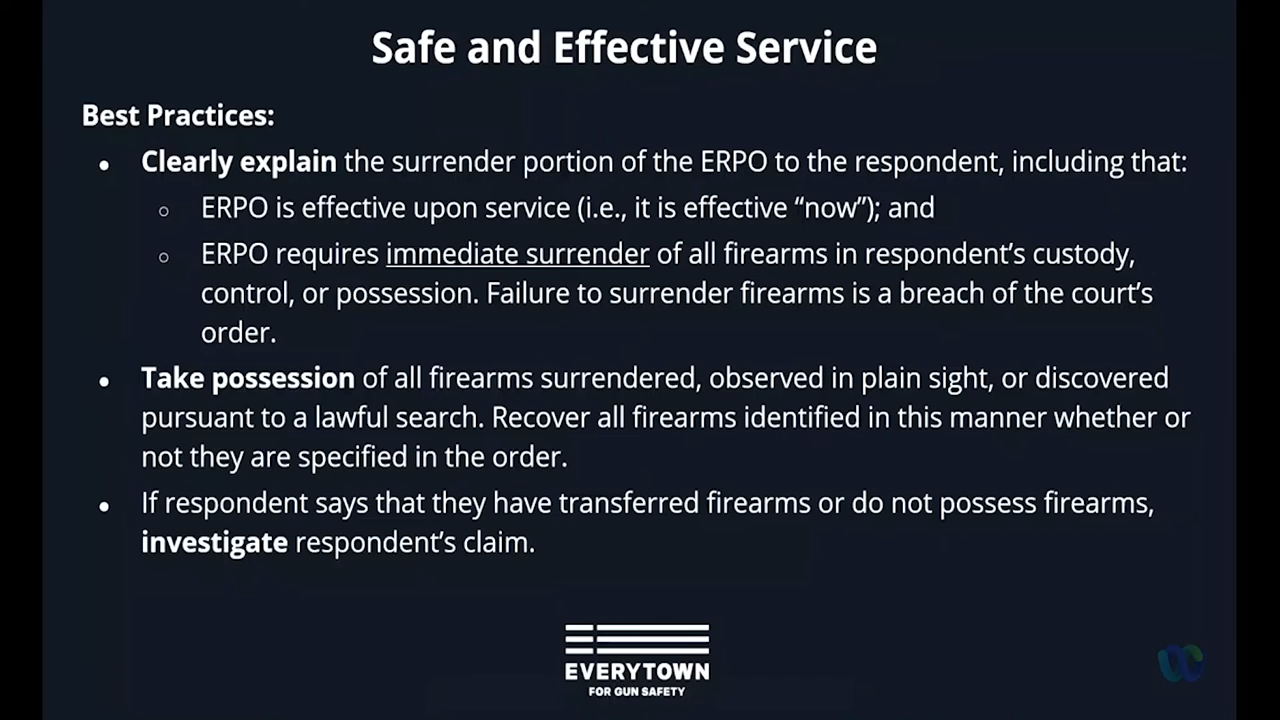 Safe and Effective Service
Best Practices:
• Clearly explain the surrender portion of the ERPO to the respondent, including that:
○ ERPO is effective upon service (i.e., it is effective “now”); and
○ ERPO requires immediate surrender of all firearms in respondent’s custody,
control, or possession. Failure to surrender firearms is a breach of the court’s
order.
• Take possession of all firearms surrendered, observed in plain sight, or discovered
pursuant to a lawful search. Recover all firearms identified in this manner whether or
not they are specified in the order.
• If respondent says that they have transferred firearms or do not possess firearms,
investigate respondent’s claim.
EVERYTOWN
FOR GUN SAFETY